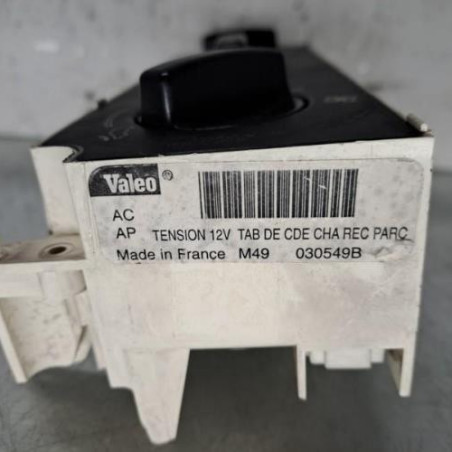 Valeo®
AC
AP TENSION 12V TAB DE CDE CHA REC PARC
Made in France M49 030549B